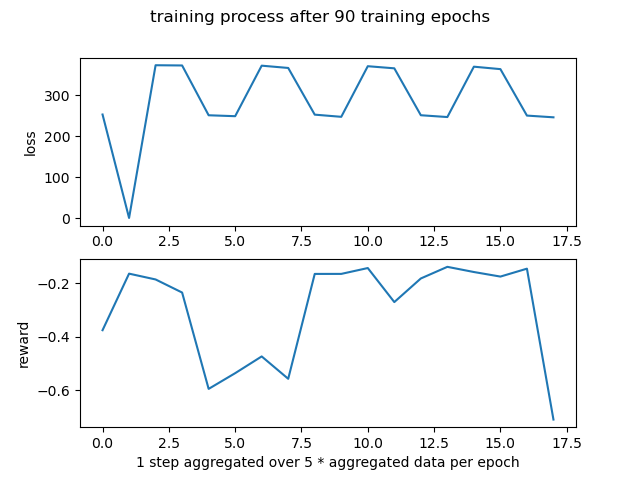 training process after 90 training epochs
300
200
100
0
loss
0.0 2.5 5.0 7.5 10.0 12.5 15.0 17.5
−0.2
−0.4
−0.6
reward
0.0 2.5 5.0 7.5 10.0 12.5 15.0 17.5
1 step aggregated over 5 * aggregated data per epoch